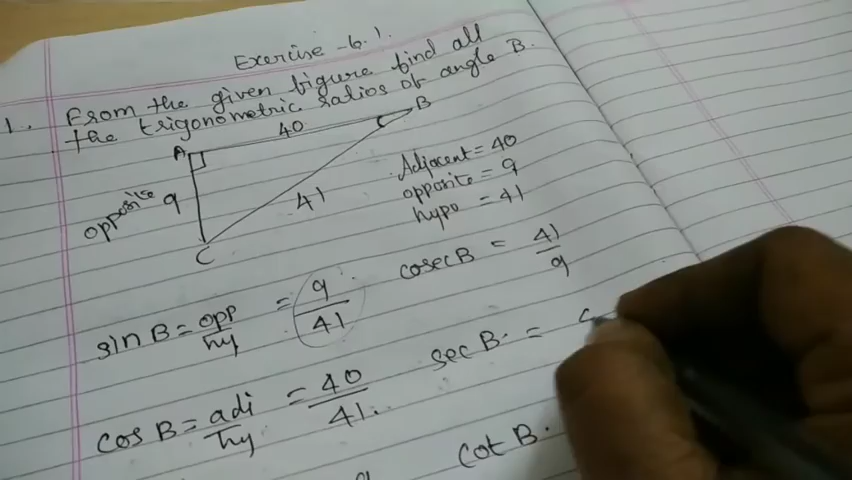 Exercise -6.1.
1. From the given figure find all
the trigonometric ratios of angle B.
A 40 B
opposite 9 41
C
Adjacent = 40
opposite = 9
hypo = 41
sin B = opp/hy = 9/41 cosec B = 41/9
cos B = adj/hy = 40/41. sec B. =
cot B.